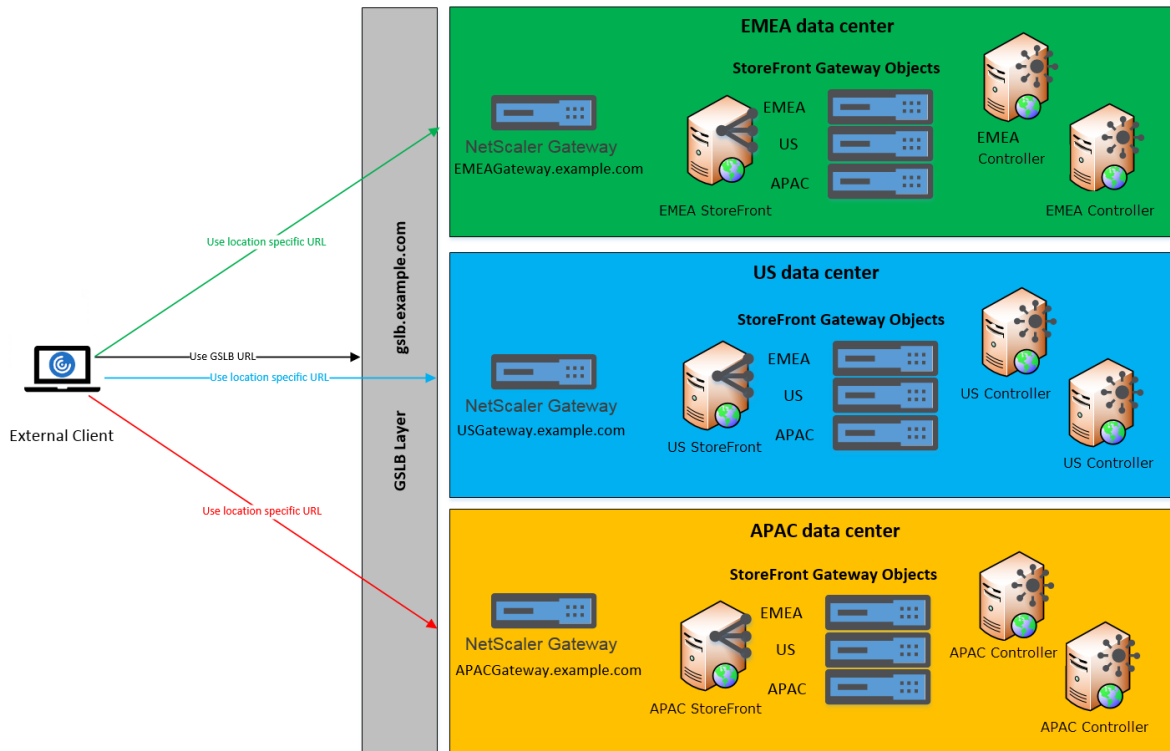 EMEA data center
StoreFront Gateway Objects
EMEA
US
APAC
NetScaler Gateway
EMEAGateway.example.com
EMEA StoreFront
EMEA
Controller
EMEA Controller
Use location specific URL
gslb.example.com
GSLB Layer
Use GSLB URL
Use location specific URL
External Client
Use location specific URL
US data center
StoreFront Gateway Objects
EMEA
US
APAC
NetScaler Gateway
USGateway.example.com
US StoreFront
US Controller
US Controller
APAC data center
StoreFront Gateway Objects
EMEA
US
APAC
NetScaler Gateway
APACGateway.example.com
APAC StoreFront
APAC Controller
APAC Controller